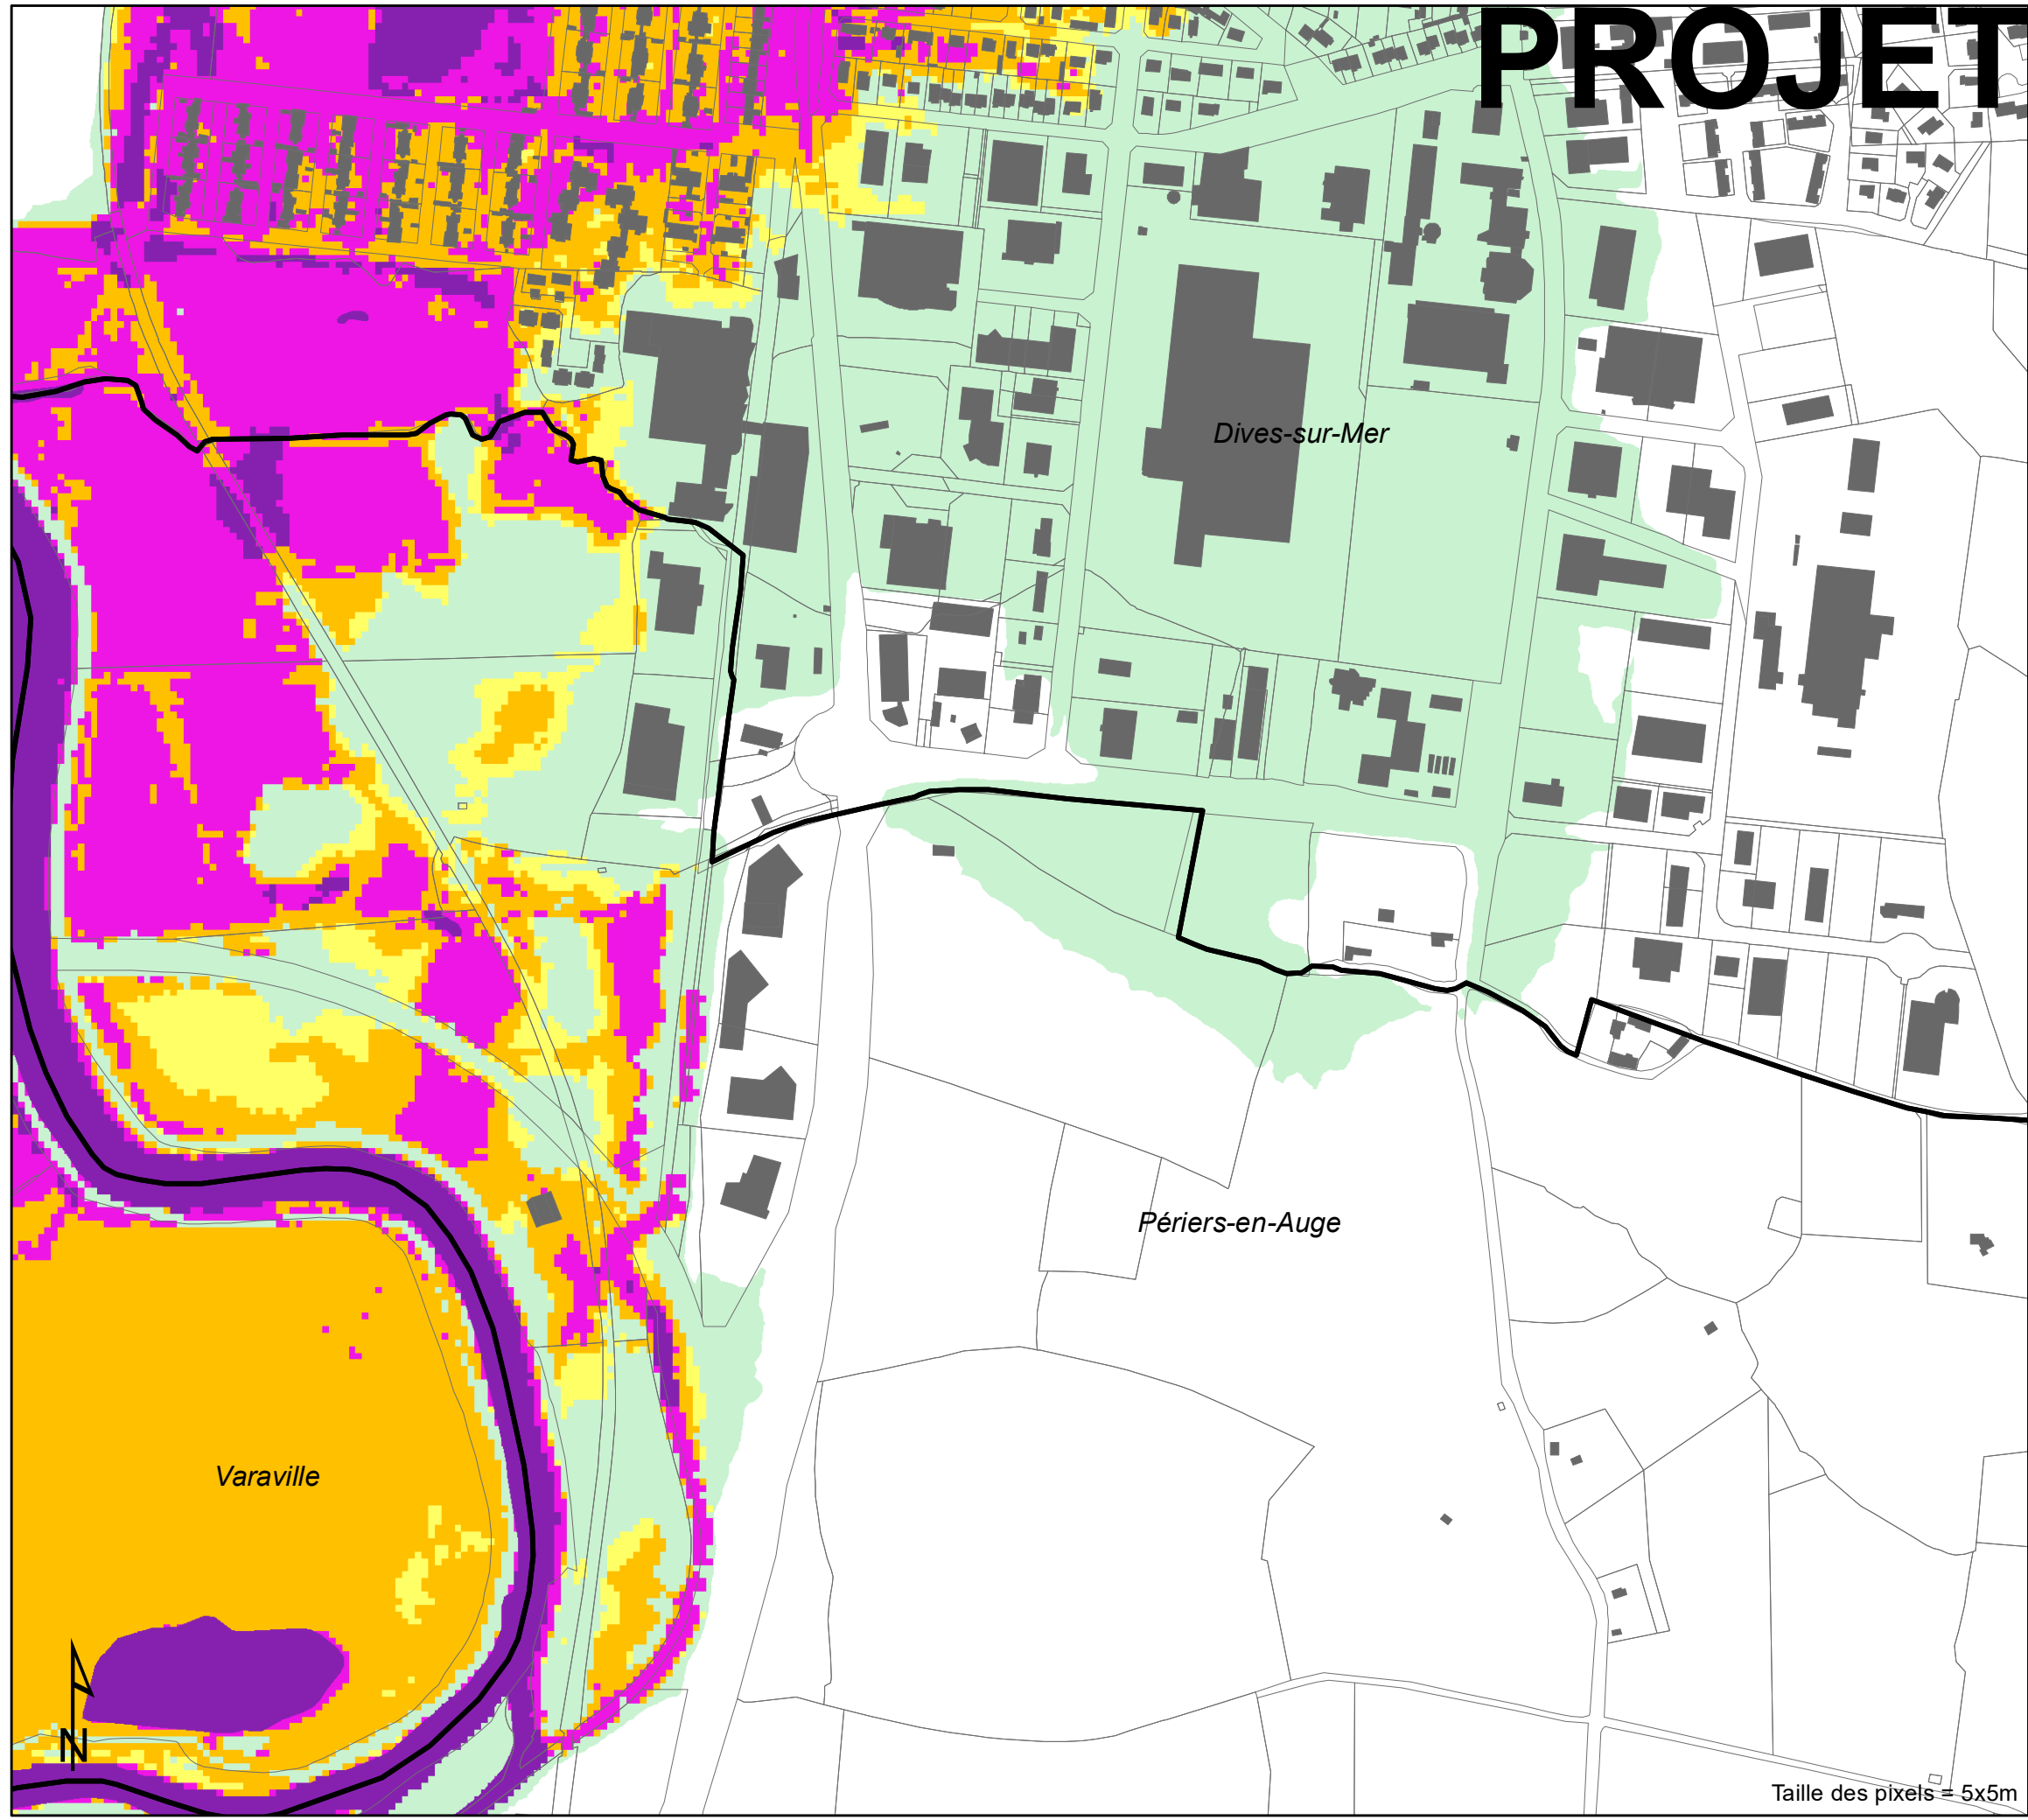 PROJET
Dives-sur-Mer
Périers-en-Auge
Varaville
N
Taille des pixels = 5x5m